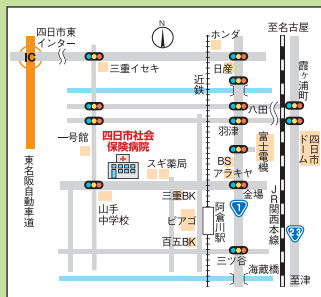 四日市東
インター
IC
三重イセキ
N
ホンダ
日産
至名古屋
霞ヶ浦町
近鉄
八田
羽津
一号館
四日市社会
保険病院
スギ薬局
BS
アラキヤ
富士電機
四日市
ドーム
東名阪自動車道
山手
中学校
三重BK
ピアゴ
百五BK
阿倉川駅
金場
1
JR関西本線
23
三ツ谷
海蔵橋
至津